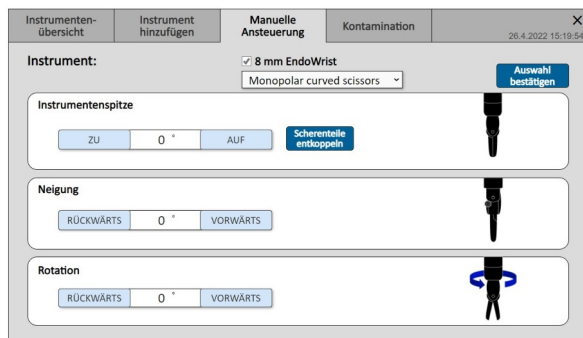 Instrumenten-
übersicht
Instrument
hinzufügen
Manuelle
Ansteuerung
Kontamination
X
26.4.2022 15:19:54
Instrument:
8 mm EndoWrist
Monopolar curved scissors
Auswahl
bestätigen
Instrumentenspitze
ZU 0 ° AUF
Scherenteile
entkoppeln
Neigung
RÜCKWÄRTS 0 ° VORWÄRTS
Rotation
RÜCKWÄRTS 0 ° VORWÄRTS